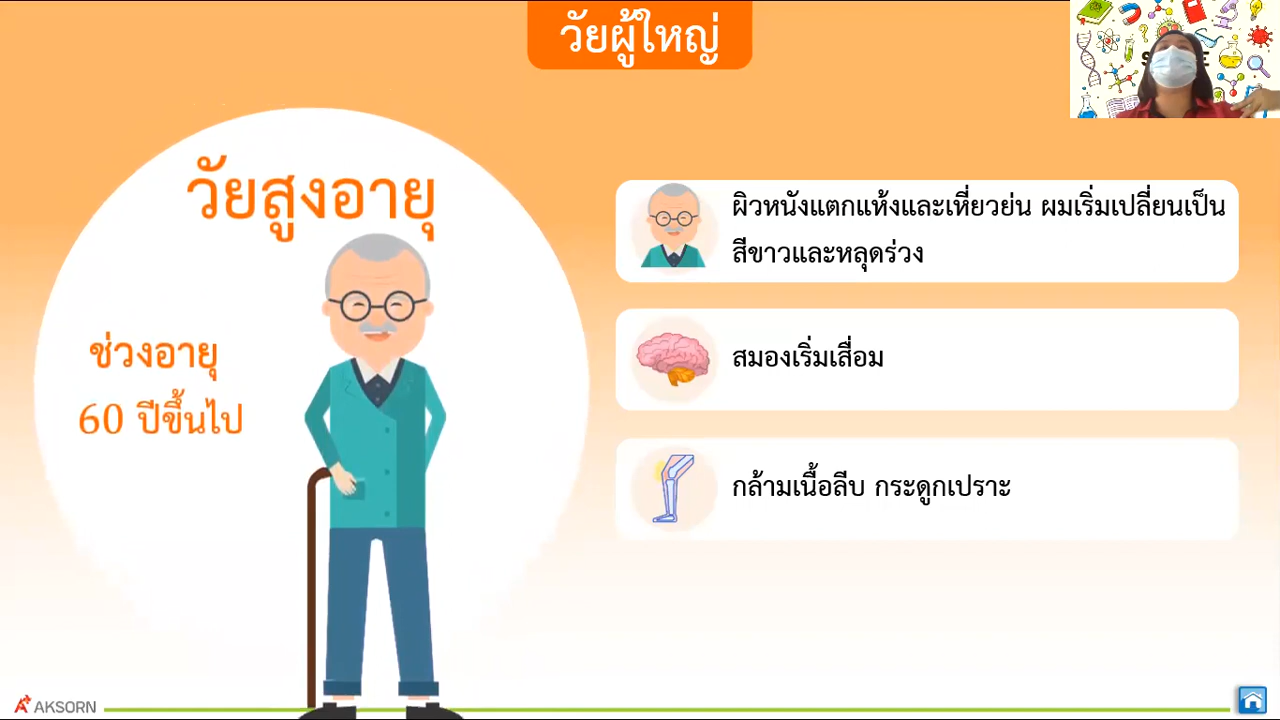 วัยผู้ใหญ่
วัยสูงอายุ
ช่วงอายุ
60 ปีขึ้นไป
ผิวหนังแตกแห้งและเหี่ยวย่น ผมเริ่มเปลี่ยนเป็น
สีขาวและหลุดร่วง
สมองเริ่มเสื่อม
กล้ามเนื้อลีบ กระดูกเปราะ
AKSORN